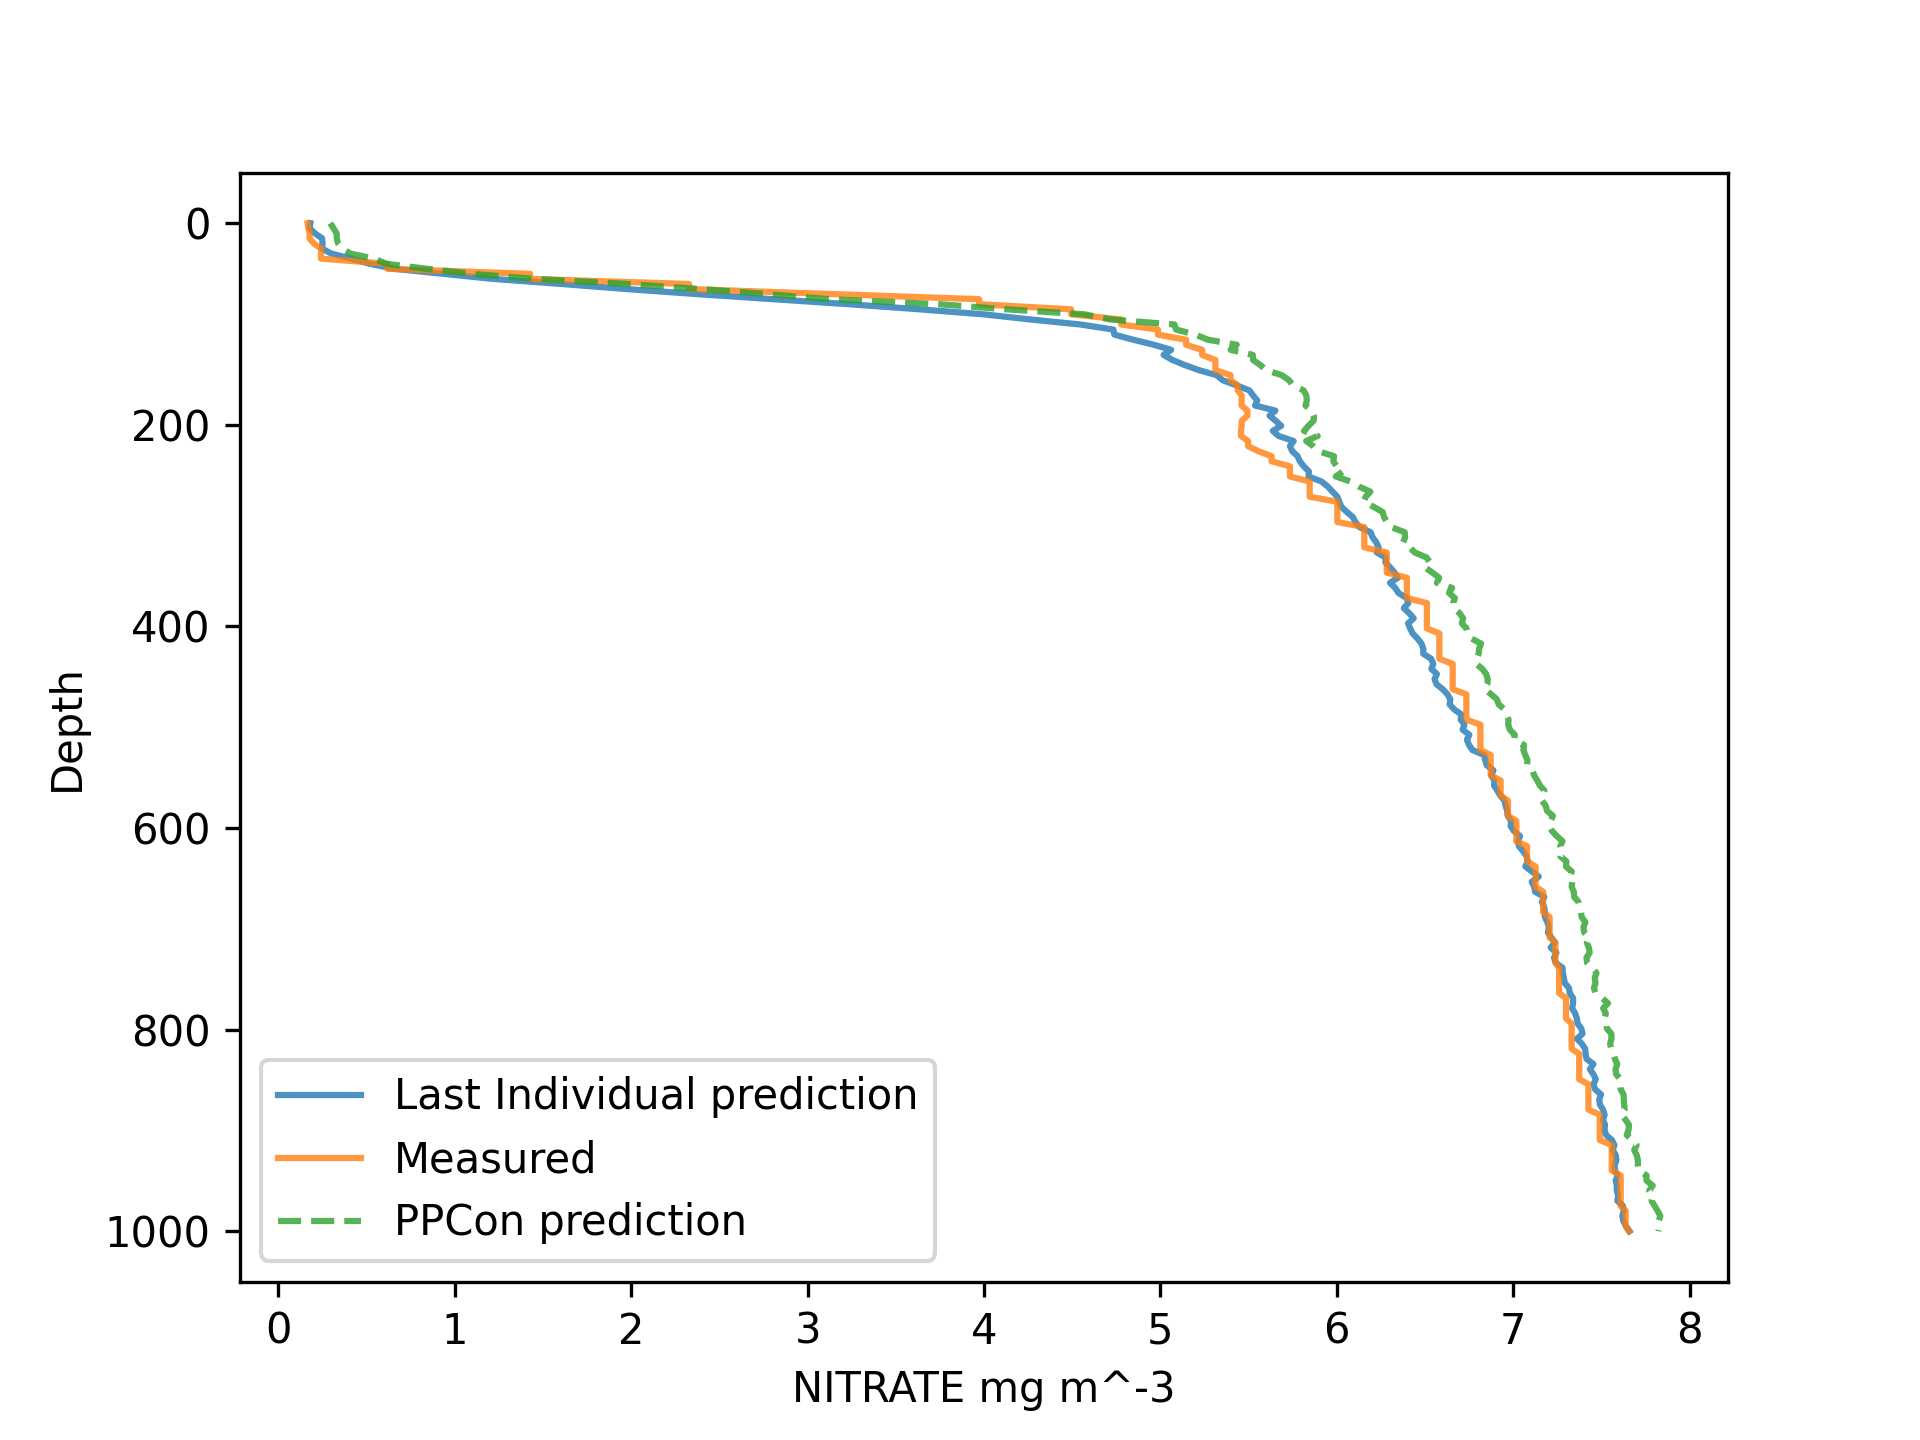 0
200
400
600
800
1000
Depth
Last Individual prediction
Measured
PPCon prediction
0 1 2 3 4 5 6 7 8
NITRATE mg m^-3